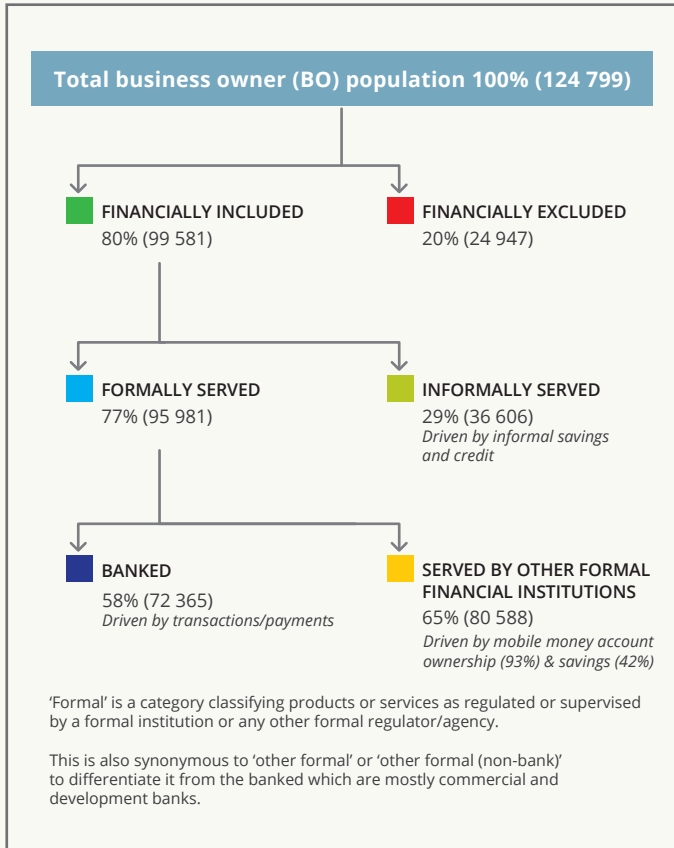 Total business owner (BO) population 100% (124 799)
FINANCIALLY INCLUDED
80% (99 581)
FINANCIALLY EXCLUDED
20% (24 947)
FORMALLY SERVED
77% (95 981)
INFORMALLY SERVED
29% (36 606)
Driven by informal savings
and credit
BANKED
58% (72 365)
Driven by transactions/payments
SERVED BY OTHER FORMAL
FINANCIAL INSTITUTIONS
65% (80 588)
Driven by mobile money account
ownership (93%) & savings (42%)
‘Formal’ is a category classifying products or services as regulated or supervised
by a formal institution or any other formal regulator/agency.
This is also synonymous to ‘other formal’ or ‘other formal (non-bank)’
to differentiate it from the banked which are mostly commercial and
development banks.